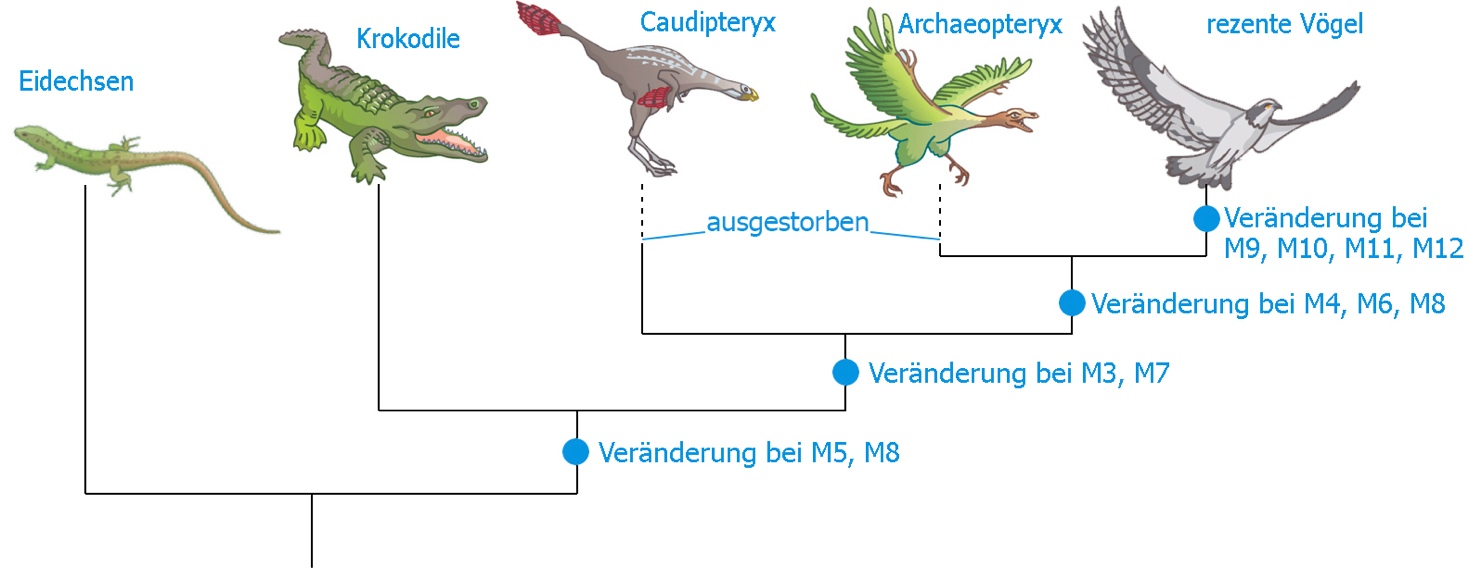 Eidechsen
Krokodile
Caudipteryx
Archaeopteryx
rezente Vögel
ausgestorben
Veränderung bei
M9, M10, M11, M12
Veränderung bei M4, M6, M8
Veränderung bei M3, M7
Veränderung bei M5, M8